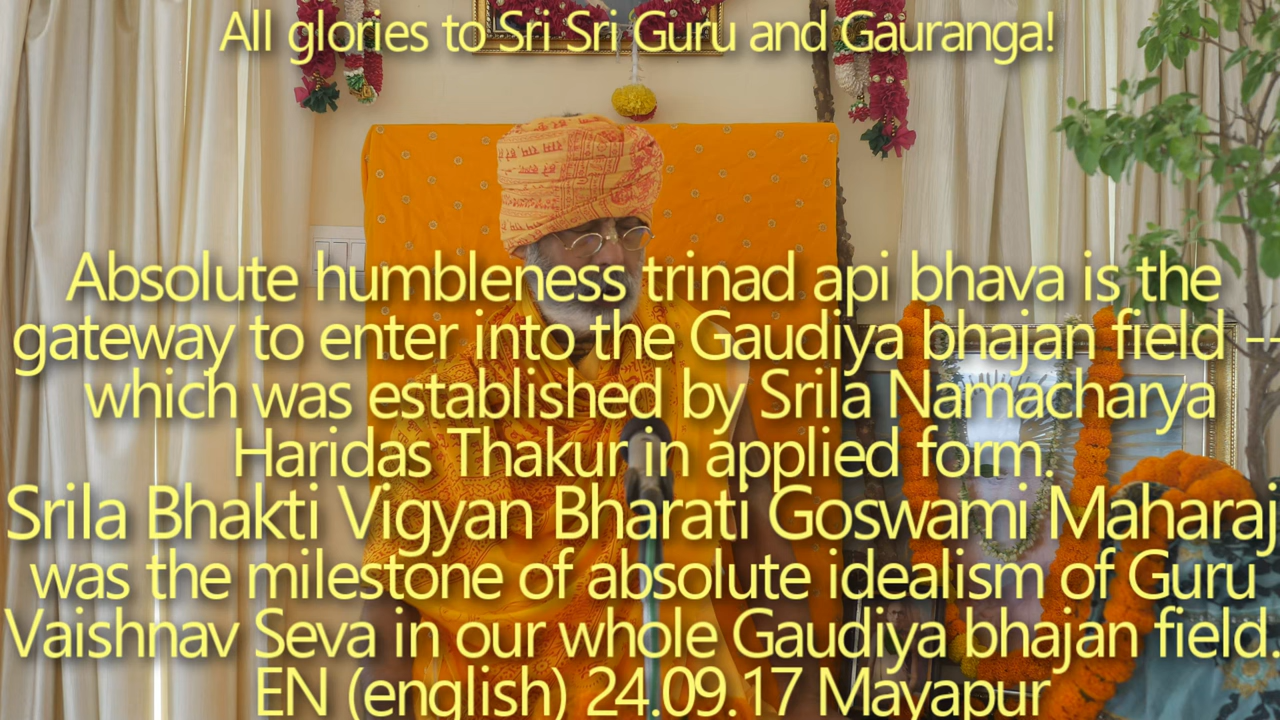 All glories to Sri Sri Guru and Gauranga!
Absolute humbleness trinad api bhava is the
gateway to enter into the Gaudiya bhajan field --
which was established by Srila Namacharya
Haridas Thakur in applied form.
Srila Bhakti Vigyan Bharati Goswami Maharaj
was the milestone of absolute idealism of Guru
Vaishnav Seva in our whole Gaudiya bhajan field.
EN (english) 24.09.17 Mayapur